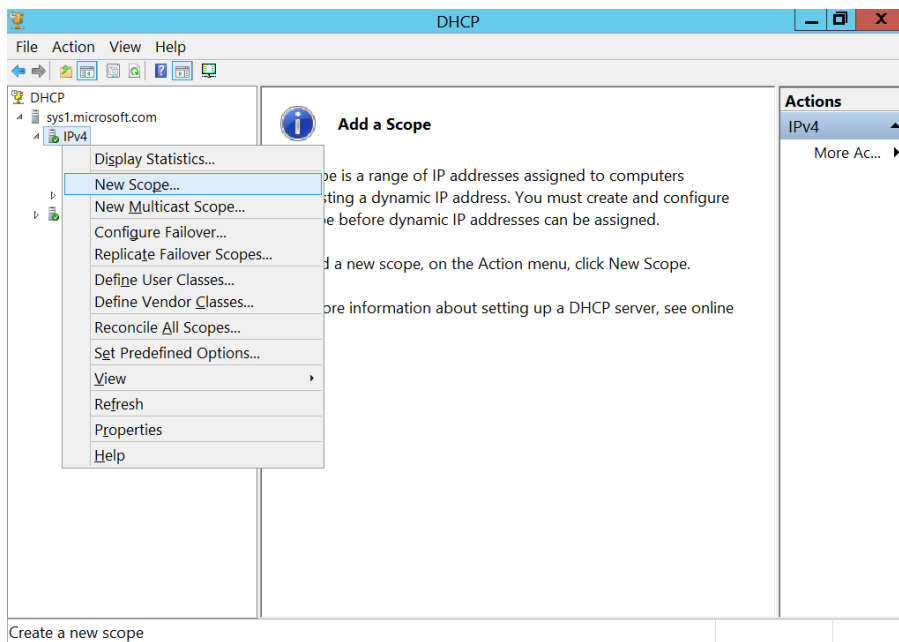 DHCP
File Action View Help
DHCP
sys1.microsoft.com
IPv4
Display Statistics...
New Scope...
New Multicast Scope...
Configure Failover...
Replicate Failover Scopes...
Define User Classes...
Define Vendor Classes...
Reconcile All Scopes...
Set Predefined Options...
View
Refresh
Properties
Help
Add a Scope
is a range of IP addresses assigned to computers
a dynamic IP address. You must create and configure
before dynamic IP addresses can be assigned.
a new scope, on the Action menu, click New Scope.
information about setting up a DHCP server, see online
Actions
IPv4
More Ac...
Create a new scope